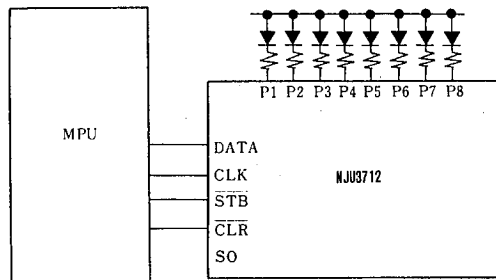 P1 P2 P3 P4 P5 P6 P7 P8
MPU
DATA
CLK
NJU3712
STB
CLR
SO